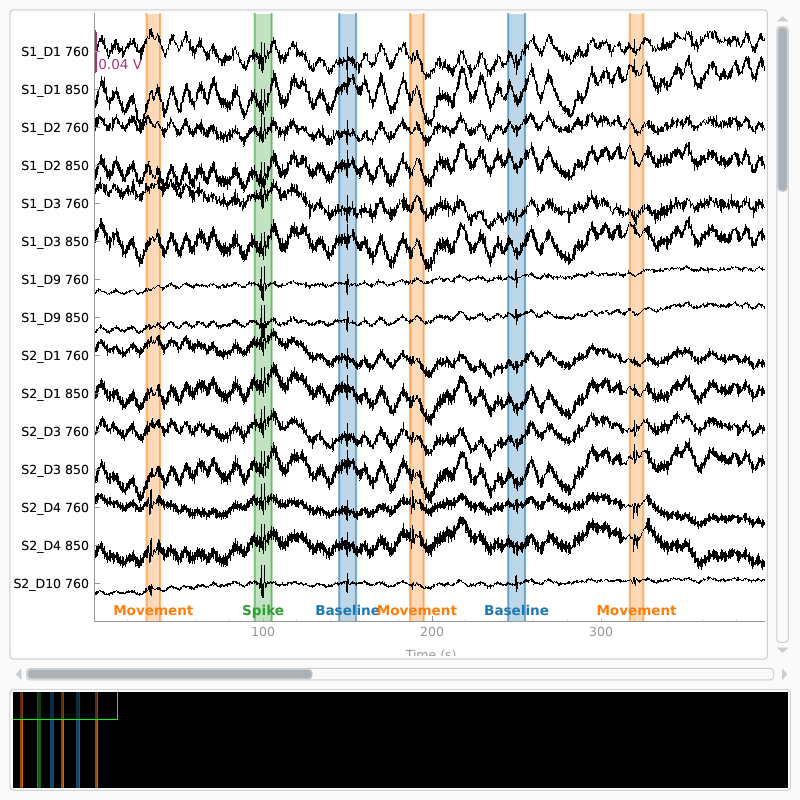 S1_D1 760
0.04 V
S1_D1 850
S1_D2 760
S1_D2 850
S1_D3 760
S1_D3 850
S1_D9 760
S1_D9 850
S2_D1 760
S2_D1 850
S2_D3 760
S2_D3 850
S2_D4 760
S2_D4 850
S2_D10 760
Movement Spike Baseline Movement Baseline Movement
100 200 300
Time (s)